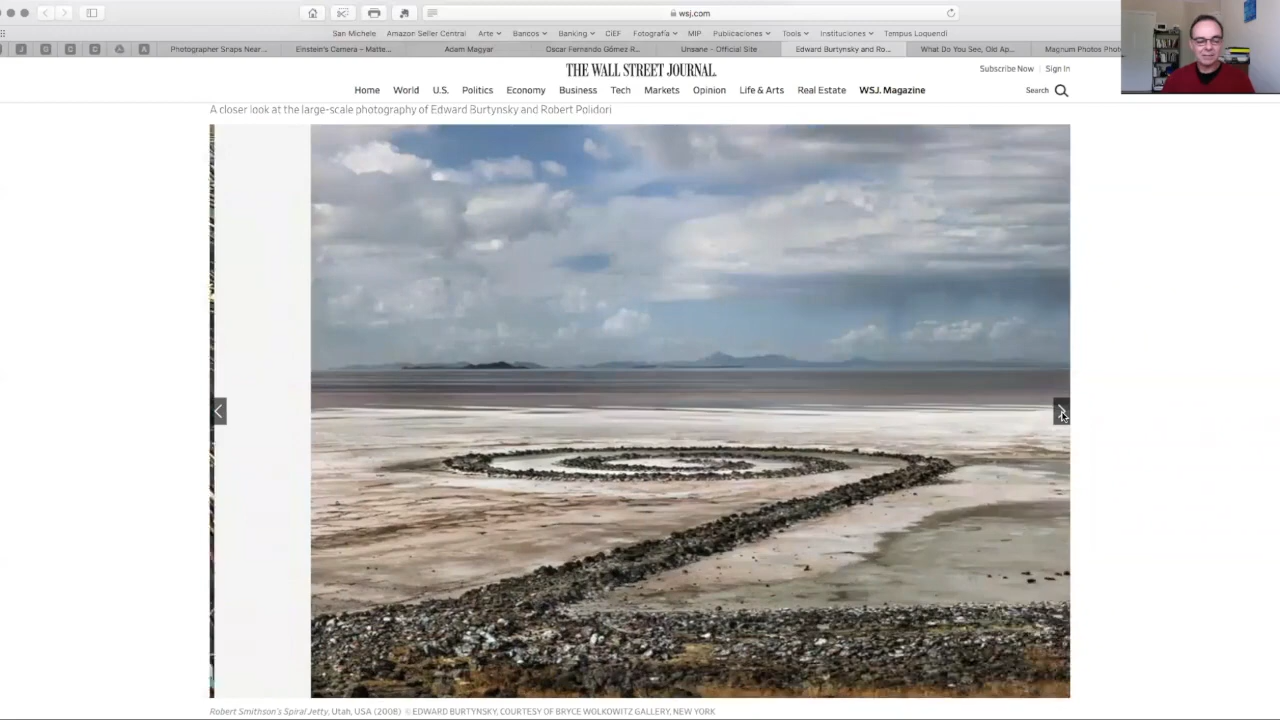 wsj.com
San Michele Amazon Seller Central Arte Bancos Banking CiEF Fotografía MIP Publicaciones Tools Instituciones Tempus Loquendi
J G C C A Photographer Snaps Near... Einstein's Camera – Matte... Adam Magyar Oscar Fernando Gómez R... Unsane – Official Site Edward Burtynsky and Ro... What Do You See, Old Ap... Magnum Photos Phot
THE WALL STREET JOURNAL.
Subscribe Now Sign In
Home World U.S. Politics Economy Business Tech Markets Opinion Life & Arts Real Estate WSJ. Magazine Search
A closer look at the large-scale photography of Edward Burtynsky and Robert Polidori
Robert Smithson's Spiral Jetty, Utah, USA (2008) © EDWARD BURTYNSKY, COURTESY OF BRYCE WOLKOWITZ GALLERY, NEW YORK